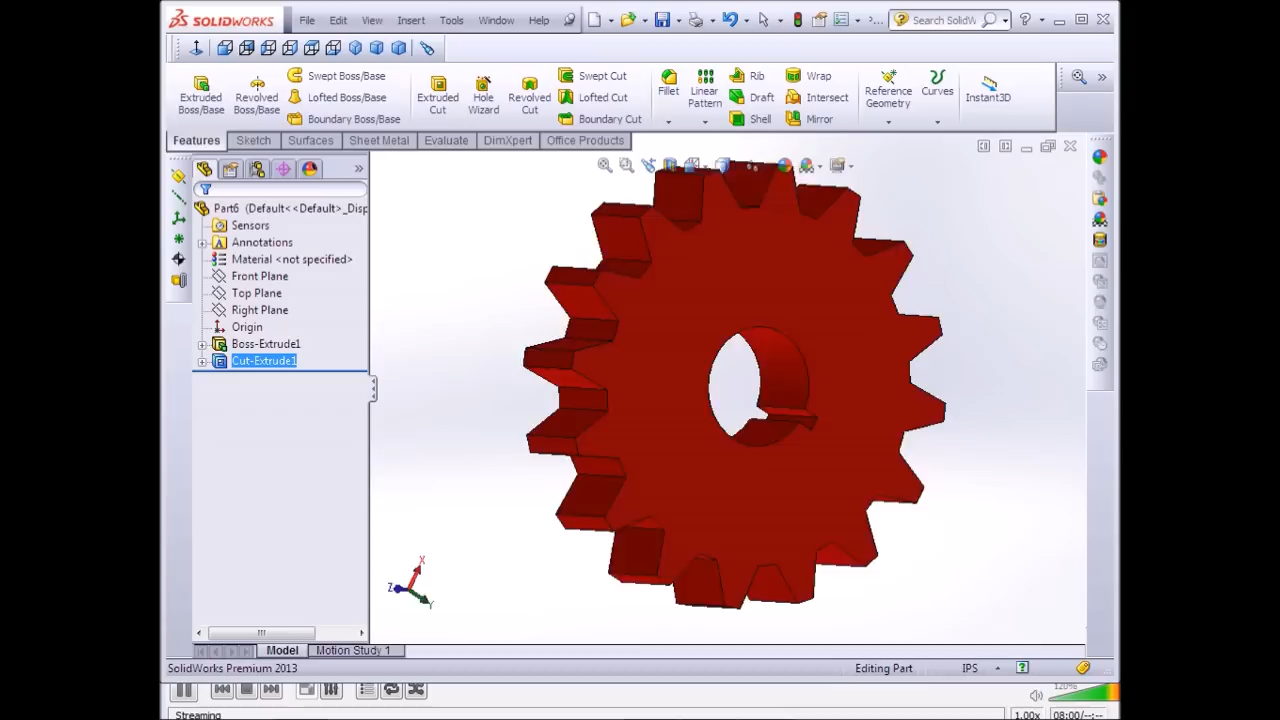 SOLIDWORKS File Edit View Insert Tools Window Help Search SolidW
Extruded Boss/Base
Revolved Boss/Base
Swept Boss/Base
Lofted Boss/Base
Boundary Boss/Base
Extruded Cut
Hole Wizard
Revolved Cut
Swept Cut
Lofted Cut
Boundary Cut
Fillet
Linear Pattern
Rib
Draft
Shell
Wrap
Intersect
Mirror
Reference Geometry
Curves
Instant3D
Features Sketch Surfaces Sheet Metal Evaluate DimXpert Office Products
Part6 (Default<<Default>_Disp
Sensors
Annotations
Material <not specified>
Front Plane
Top Plane
Right Plane
Origin
Boss-Extrude1
Cut-Extrude1
X
Z
Y
Model Motion Study 1
SolidWorks Premium 2013 Editing Part IPS
120%
Streaming 1.00x 08:00/--:--